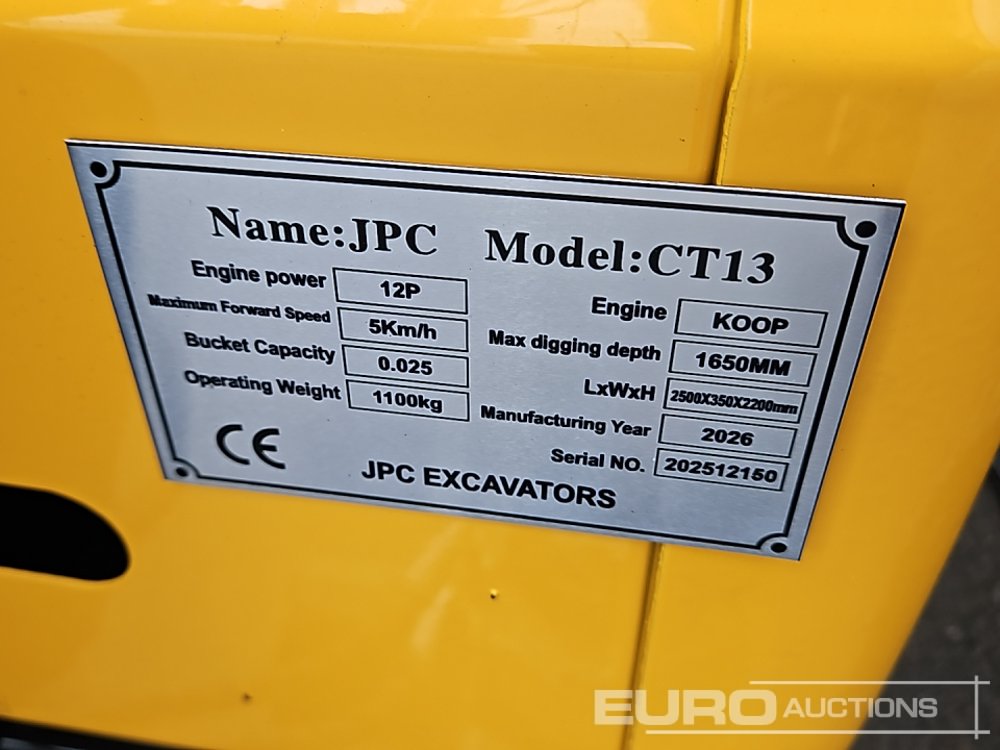 Name:JPC Model:CT13
Engine power 12P
Maximum Forward Speed 5Km/h
Bucket Capacity 0.025
Operating Weight 1100kg
Engine KOOP
Max digging depth 1650MM
LxWxH 2500X350X2200mm
Manufacturing Year 2026
Serial NO. 202512150
CE
JPC EXCAVATORS
EURO AUCTIONS